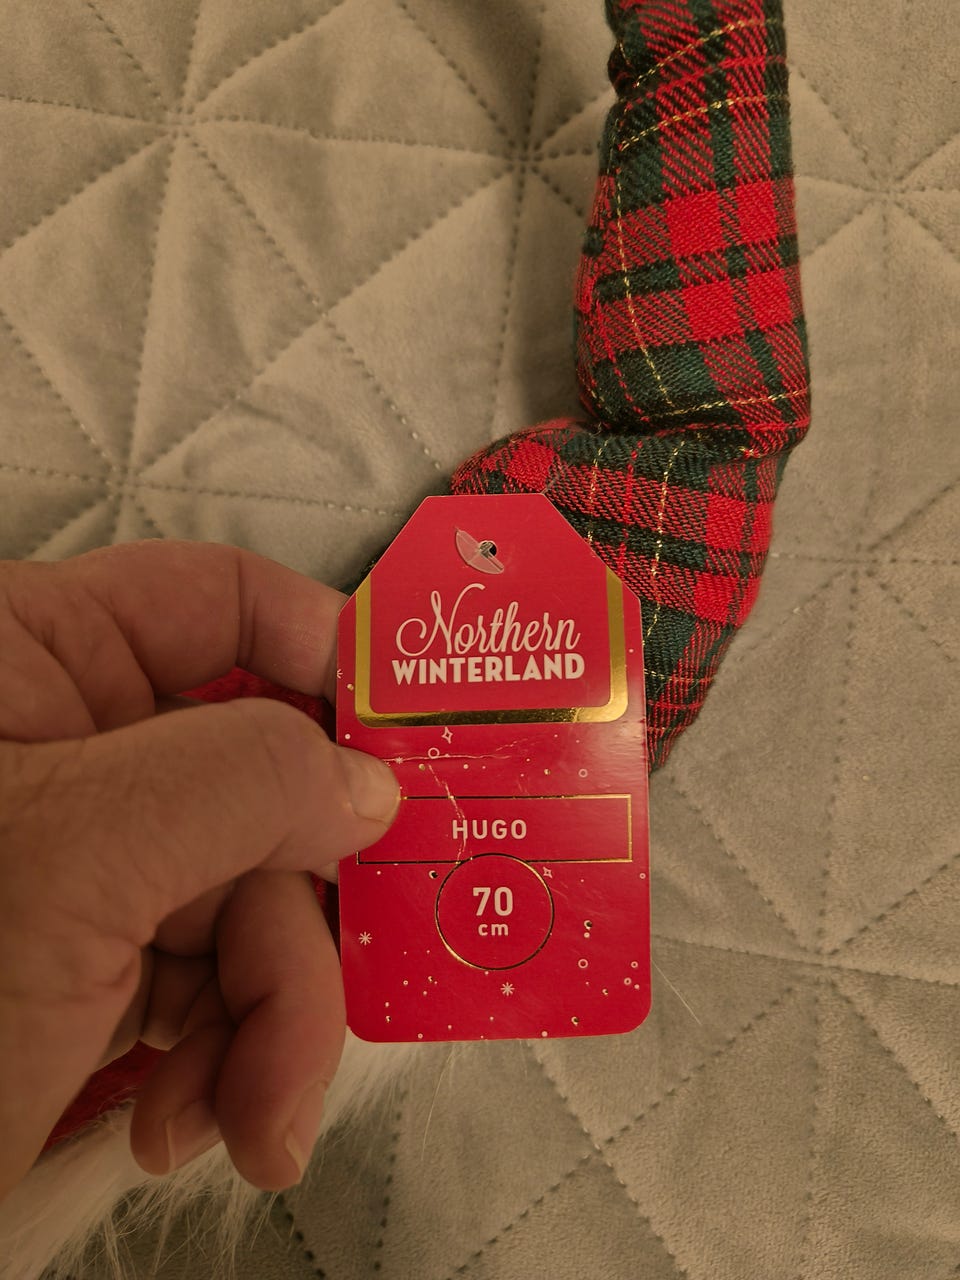 Northern
WINTERLAND
HUGO
70
cm